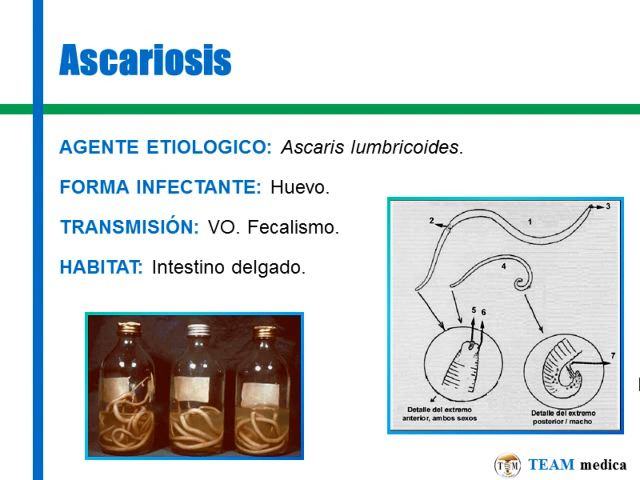 Ascariosis
AGENTE ETIOLOGICO: Ascaris lumbricoides.
FORMA INFECTANTE: Huevo.
TRANSMISIÓN: VO. Fecalismo.
HABITAT: Intestino delgado.
2
1
3
4
5 6
7
Detalle del extremo
anterior, ambos sexos
Detalle del extremo
posterior / macho
TEAM medica